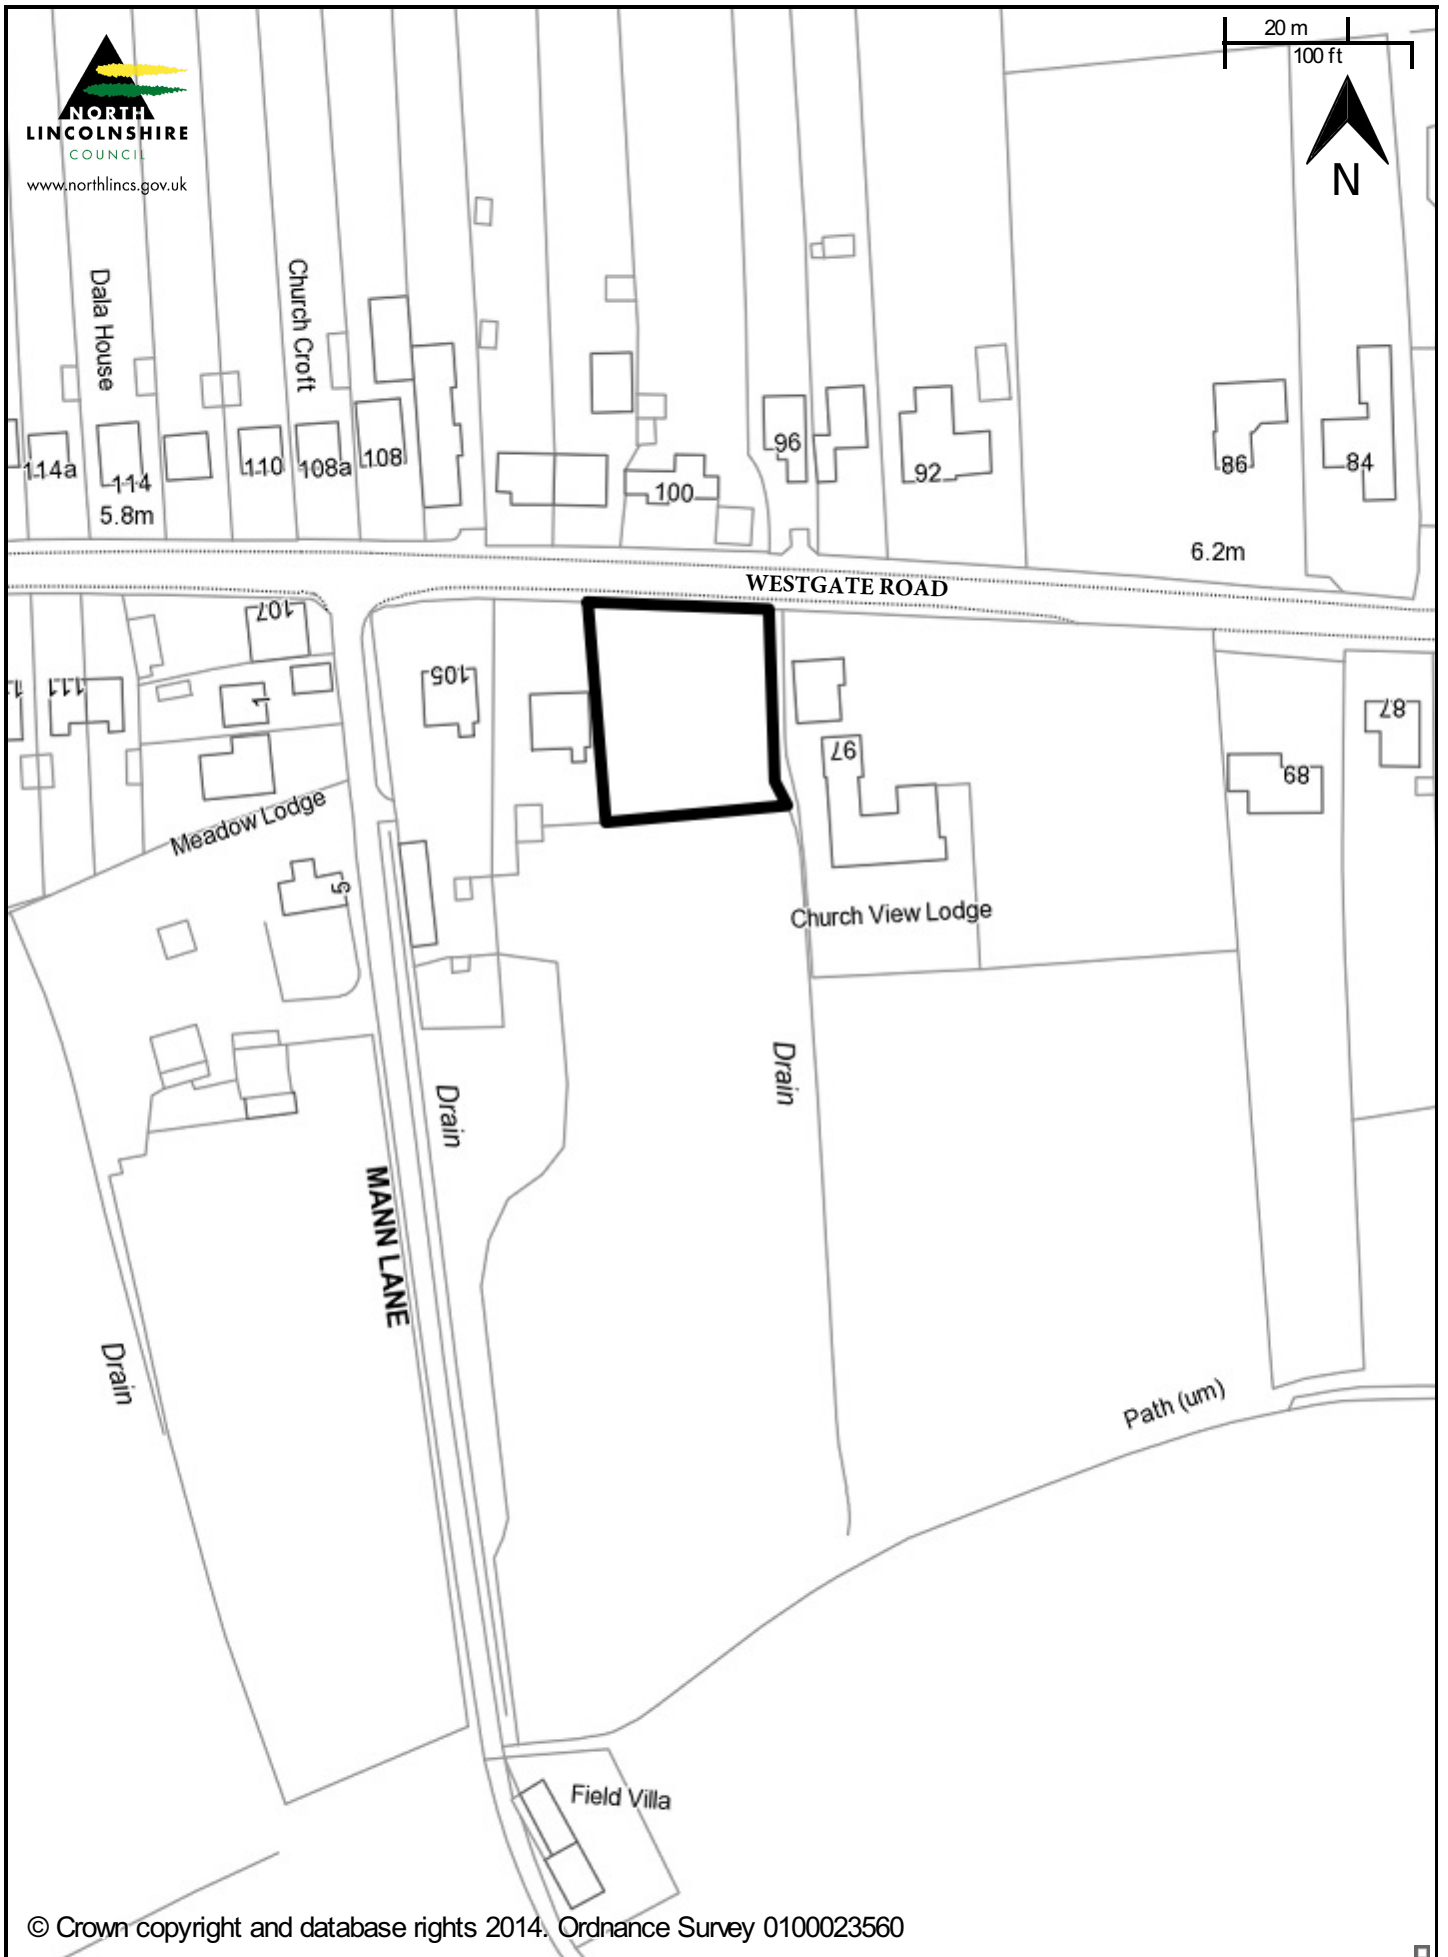 20 m
100 ft
N
NORTH
LINCOLNSHIRE
COUNCIL
www.northlincs.gov.uk
Dala House
Church Croft
114a
114
5.8m
110
108a
108
100
96
92
86
84
6.2m
WESTGATE ROAD
107
111
1
105
97
89
87
Meadow Lodge
5
Church View Lodge
Drain
Drain
MANN LANE
Drain
Path (um)
Field Villa
© Crown copyright and database rights 2014. Ordnance Survey 0100023560